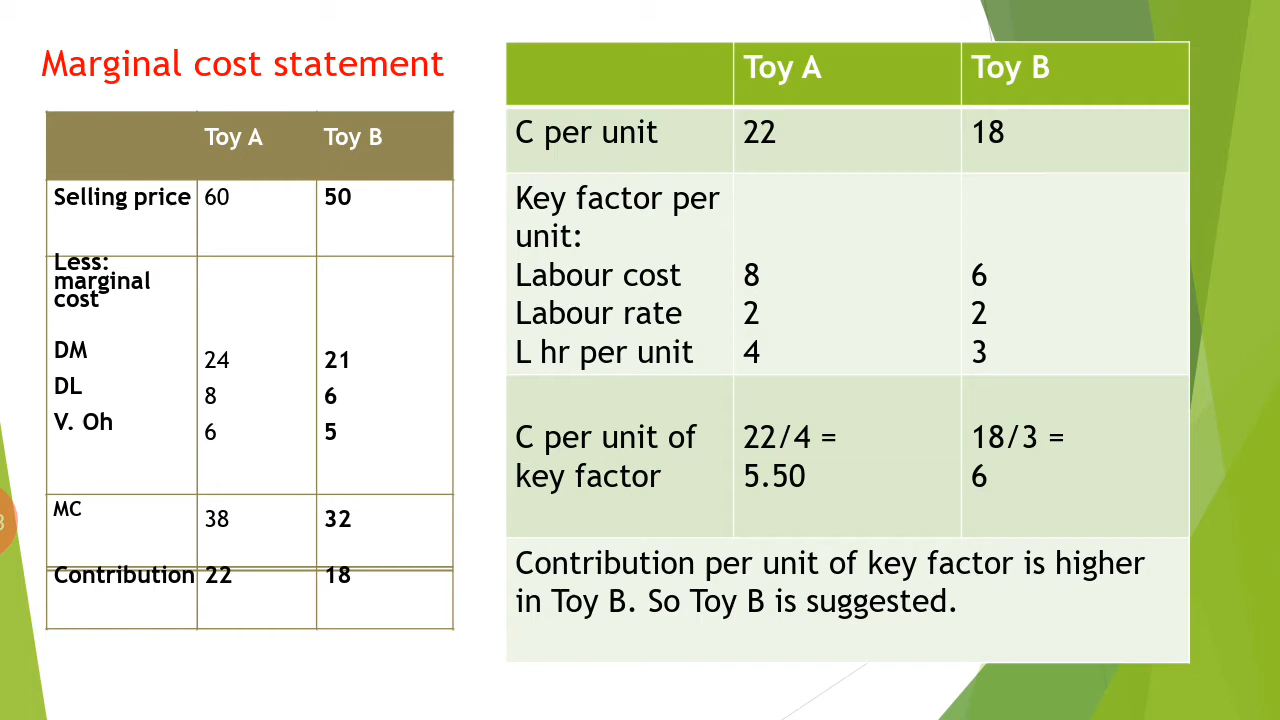 Marginal cost statement
Toy A Toy B
Selling price 60 50
Less:
marginal
cost
DM 24 21
DL 8 6
V. Oh 6 5
MC 38 32
Contribution 22 18
Toy A Toy B
C per unit 22 18
Key factor per
unit:
Labour cost 8 6
Labour rate 2 2
L hr per unit 4 3
C per unit of 22/4 = 18/3 =
key factor 5.50 6
Contribution per unit of key factor is higher
in Toy B. So Toy B is suggested.